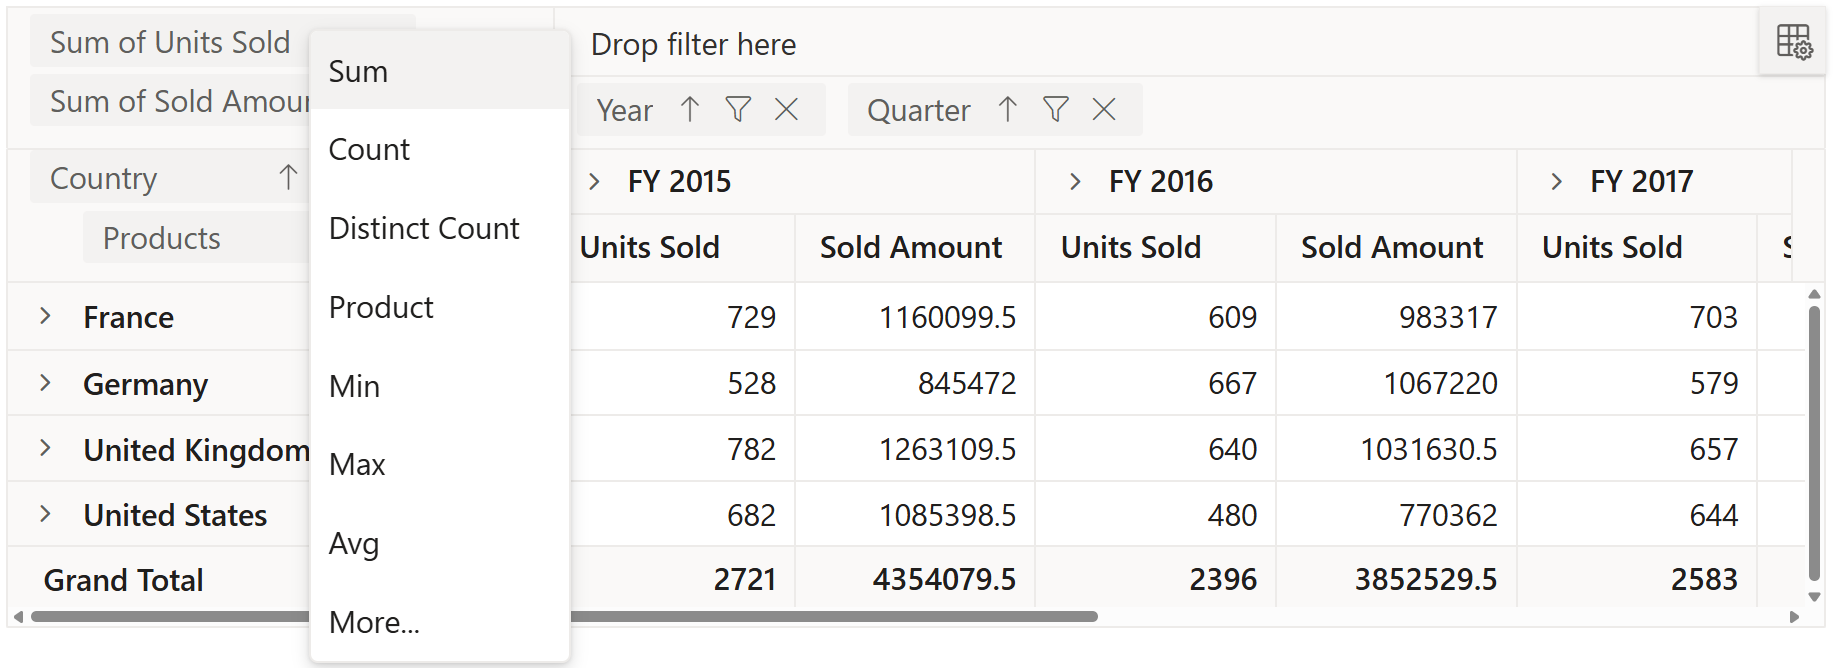 Sum of Units Sold
Drop filter here
Sum of Sold Amour
Year
Quarter
Country
Products
Sum
Count
Distinct Count
Product
Min
Max
Avg
More...
FY 2015 FY 2016 FY 2017
Units Sold Sold Amount Units Sold Sold Amount Units Sold S
France 729 1160099.5 609 983317 703
Germany 528 845472 667 1067220 579
United Kingdom 782 1263109.5 640 1031630.5 657
United States 682 1085398.5 480 770362 644
Grand Total 2721 4354079.5 2396 3852529.5 2583